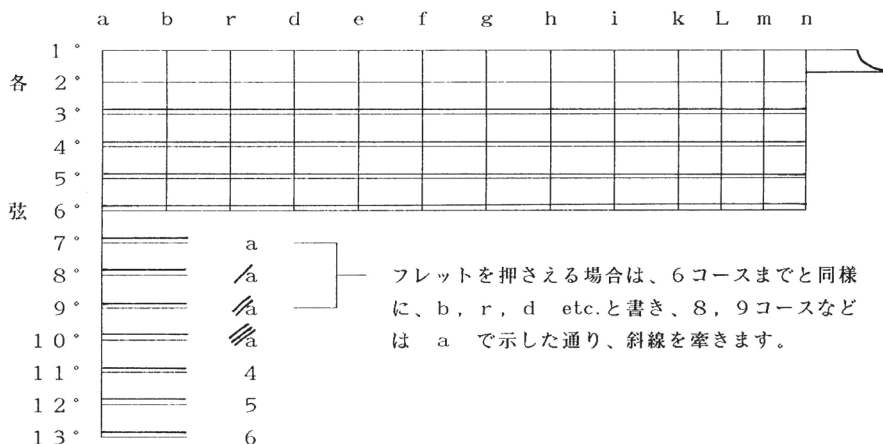 a b r d e f g h i k L m n
1°
各 2°
3°
4°
5°
弦 6°
7° a
8° /a
9° //a
10° ///a
11° 4
12° 5
13° 6
フレットを押さえる場合は、6コースまでと同様
に、b，r，d etc.と書き、8，9コースなど
は a で示した通り、斜線を牽きます。